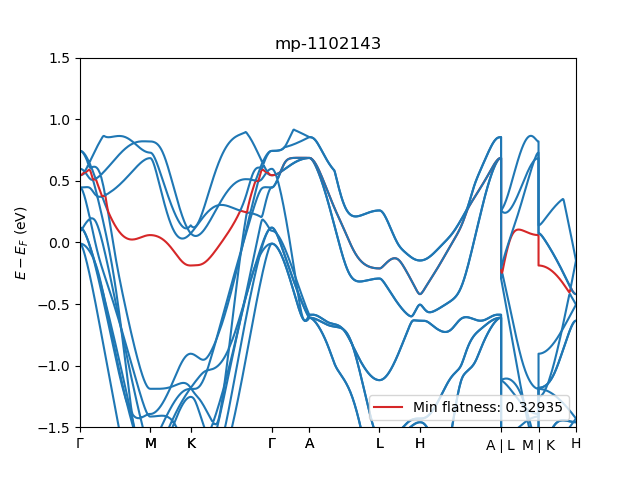 mp-1102143
E − E_F (eV)
1.5
1.0
0.5
0.0
−0.5
−1.0
−1.5
Min flatness: 0.32935
Γ M K Γ A L H A | L M | K H